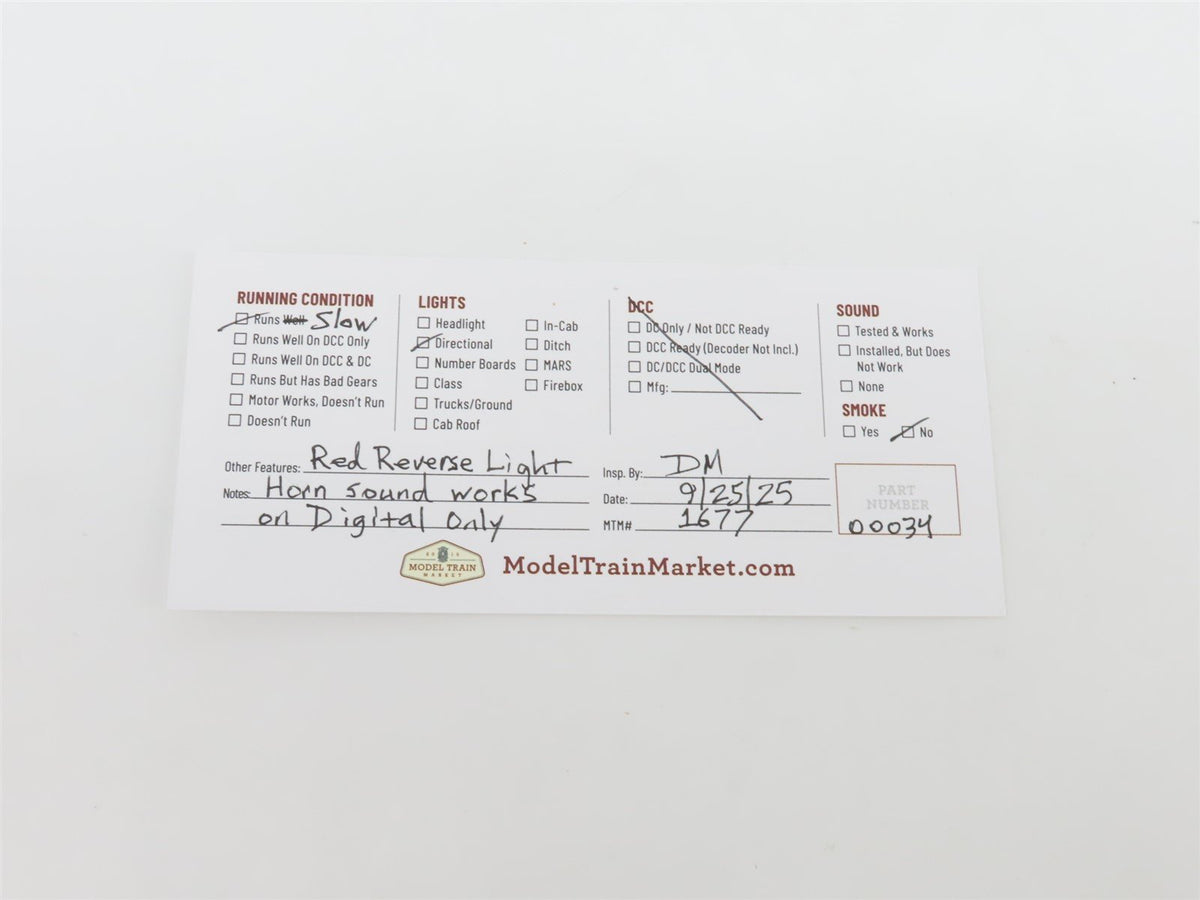 RUNNING CONDITION
Runs Well Slow
Runs Well On DCC Only
Runs Well On DCC & DC
Runs But Has Bad Gears
Motor Works, Doesn't Run
Doesn't Run
LIGHTS
Headlight
Directional
Number Boards
Class
Trucks/Ground
Cab Roof
In-Cab
Ditch
MARS
Firebox
DCC
DC Only / Not DCC Ready
DCC Ready (Decoder Not Incl.)
DC/DCC Dual Mode
Mfg:
SOUND
Tested & Works
Installed, But Does
Not Work
None
SMOKE
Yes No
Other Features: Red Reverse Light
Notes: Horn sound works
on Digital Only
Insp. By: DM
Date: 9/25/25
MTM# 1677
PART
NUMBER
00034
MODEL TRAIN
MARKET
ModelTrainMarket.com